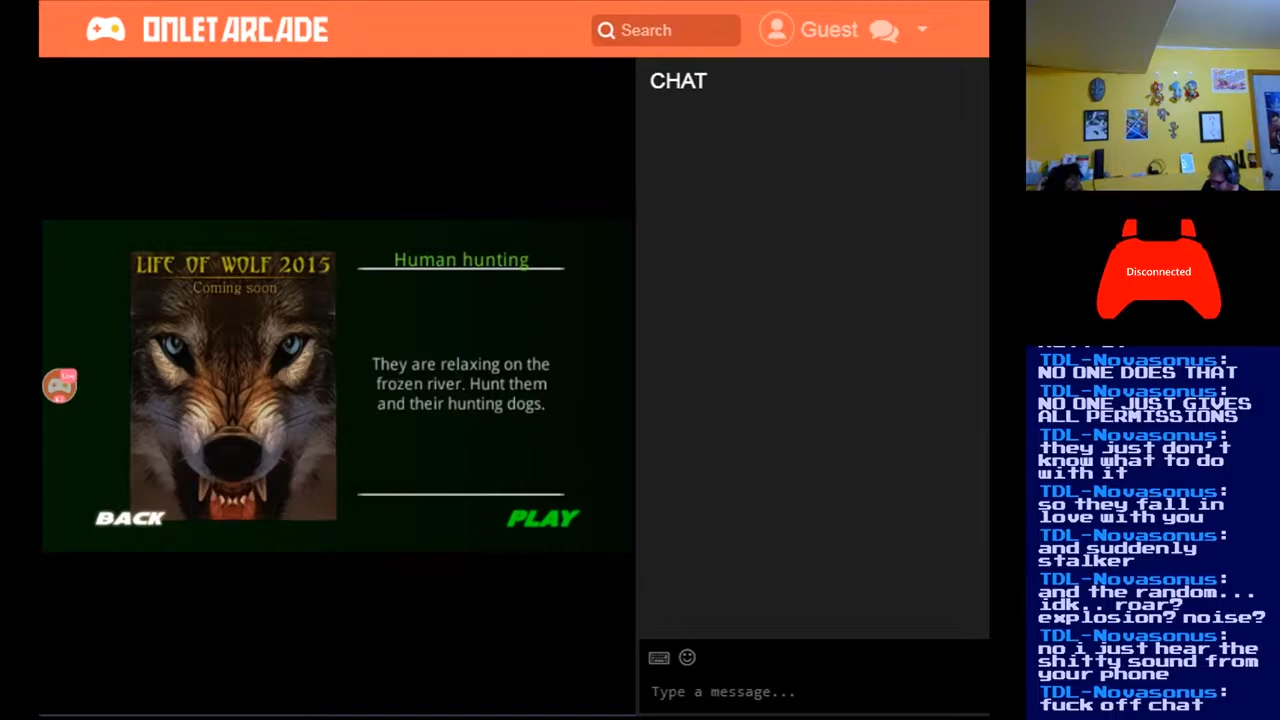 ONLET ARCADE
Search
Guest
CHAT
LIFE OF WOLF 2015
Coming soon
Human hunting
They are relaxing on the
frozen river. Hunt them
and their hunting dogs.
BACK
PLAY
Type a message...
Disconnected
TDL-Novasonus:
NO ONE DOES THAT
TDL-Novasonus:
NO ONE JUST GIVES
ALL PERMISSIONS
TDL-Novasonus:
they just don't
know what to do
with it
TDL-Novasonus:
so they fall in
love with you
TDL-Novasonus:
and suddenly
stalker
TDL-Novasonus:
and the random...
idk.. roar?
explosion? noise?
TDL-Novasonus:
no i just hear the
shitty sound from
your phone
TDL-Novasonus:
fuck off chat